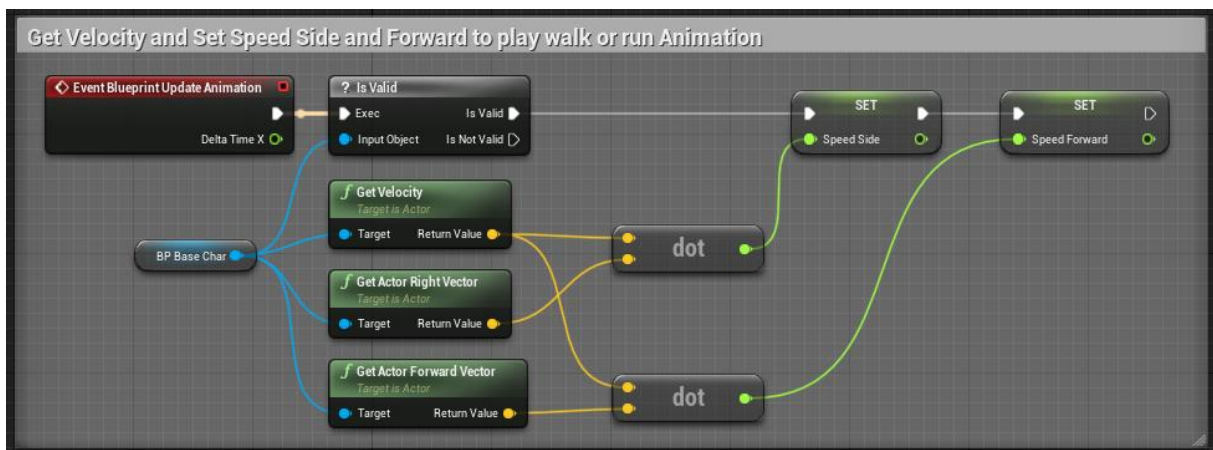 Get Velocity and Set Speed Side and Forward to play walk or run Animation
Event Blueprint Update Animation
Delta Time X
? Is Valid
Exec Is Valid
Input Object Is Not Valid
SET
Speed Side
SET
Speed Forward
BP Base Char
f Get Velocity
Target is Actor
Target Return Value
dot
f Get Actor Right Vector
Target is Actor
Target Return Value
f Get Actor Forward Vector
Target is Actor
Target Return Value
dot